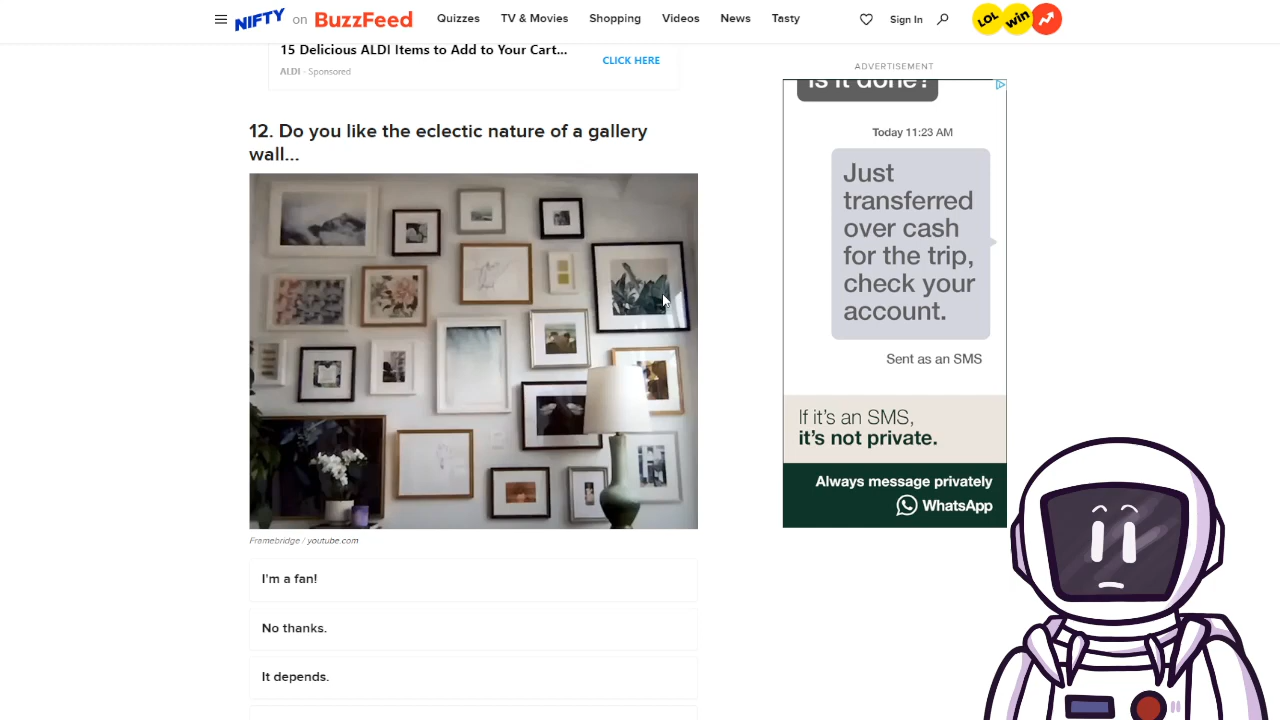 NIFTY on BuzzFeed Quizzes TV & Movies Shopping Videos News Tasty Sign In LOL win
15 Delicious ALDI Items to Add to Your Cart...
ALDI - Sponsored
CLICK HERE
12. Do you like the eclectic nature of a gallery
wall...
Framebridge / youtube.com
I'm a fan!
No thanks.
It depends.
ADVERTISEMENT
Is it done?
Today 11:23 AM
Just
transferred
over cash
for the trip,
check your
account.
Sent as an SMS
If it's an SMS,
it's not private.
Always message privately
WhatsApp